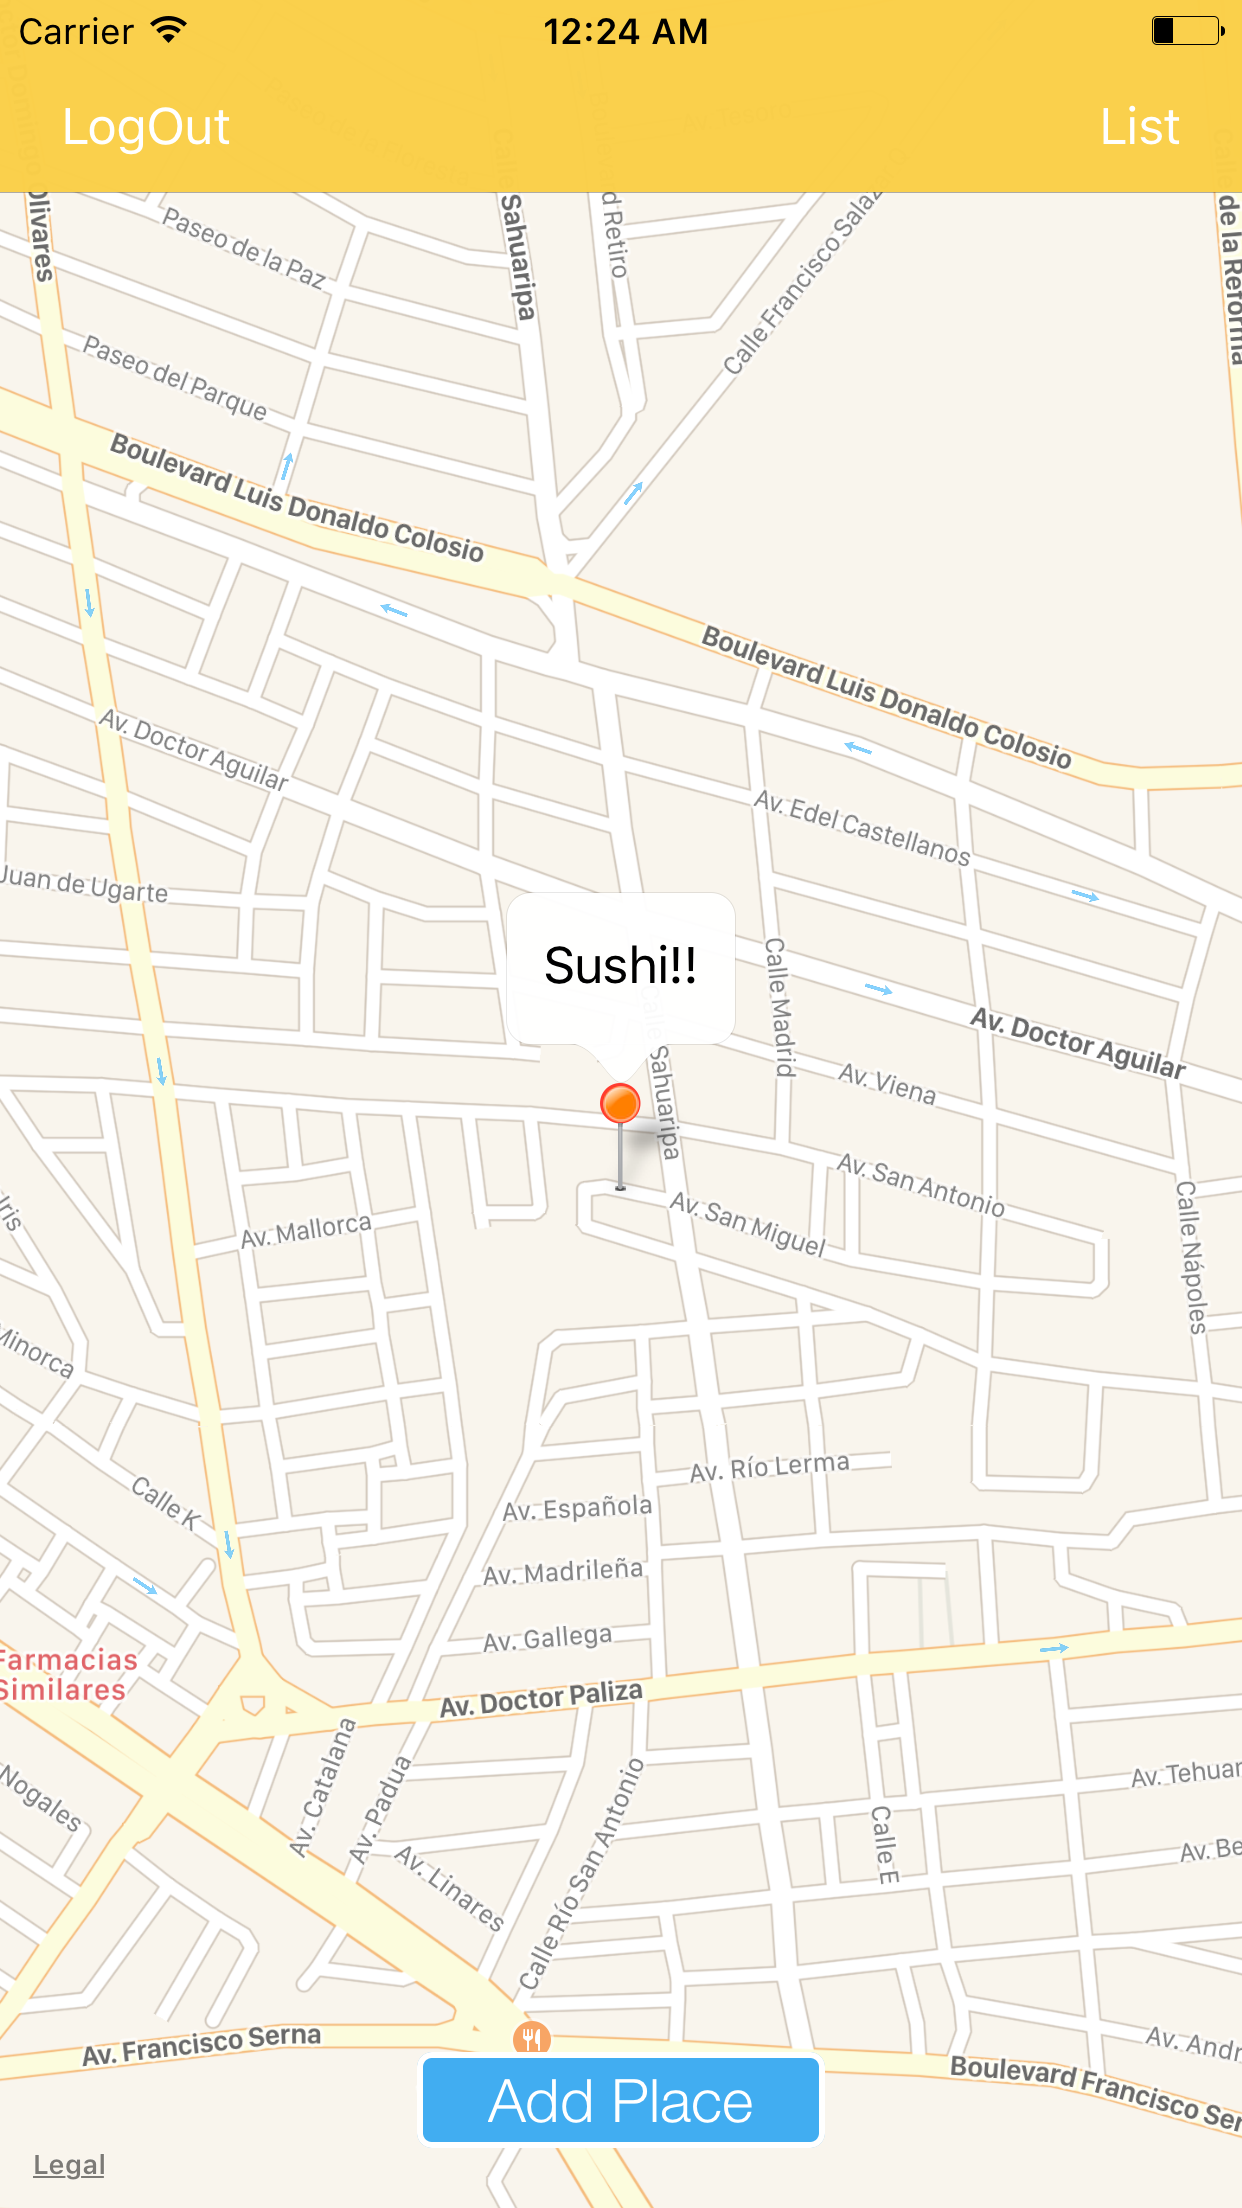 Carrier
12:24 AM
LogOut
List
Olivares
Paseo de la Paz
Sahuaripa
d Retiro
Calle Francisco Salaz
de la Reforma
Paseo del Parque
Boulevard Luis Donaldo Colosio
Boulevard Luis Donaldo Colosio
Av. Doctor Aguilar
Av. Edel Castellanos
Juan de Ugarte
Sushi!!
Calle Madrid
Av. Doctor Aguilar
Calle Sahuaripa
Av. Viena
Av. San Antonio
Av. San Miguel
Calle Nápoles
Iris
Av. Mallorca
Minorca
Av. Río Lerma
Calle K
Av. Española
Av. Madrileña
Av. Gallega
Farmacias
Similares
Av. Doctor Paliza
Nogales
Av. Catalana
Av. Padua
Calle Río San Antonio
Av. Tehuan
Calle E
Av. Be
Av. Linares
Av. Francisco Serna
Av. Andr
Boulevard Francisco Ser
Add Place
Legal